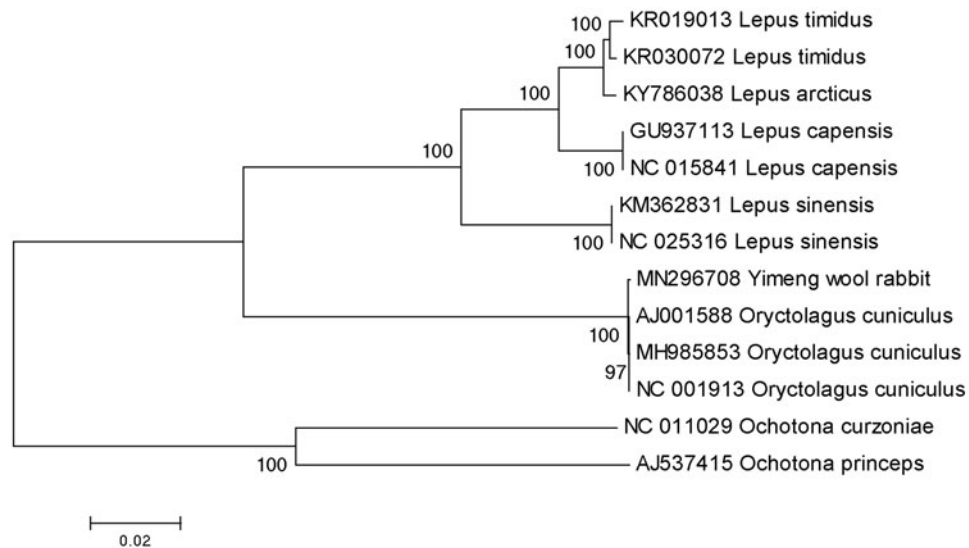 100
KR019013 Lepus timidus
100
KR030072 Lepus timidus
100
KY786038 Lepus arcticus
GU937113 Lepus capensis
100
100
NC 015841 Lepus capensis
KM362831 Lepus sinensis
100
NC 025316 Lepus sinensis
MN296708 Yimeng wool rabbit
AJ001588 Oryctolagus cuniculus
100
MH985853 Oryctolagus cuniculus
97
NC 001913 Oryctolagus cuniculus
NC 011029 Ochotona curzoniae
100
AJ537415 Ochotona princeps
0.02